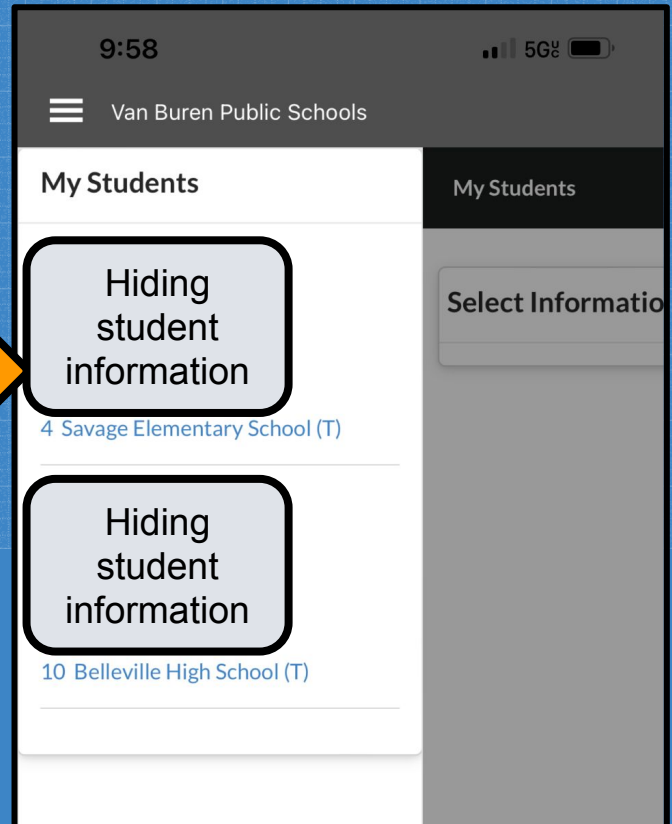 9:58
5G
Van Buren Public Schools
My Students
My Students
Hiding
student
information
Select Informatio
4 Savage Elementary School (T)
Hiding
student
information
10 Belleville High School (T)